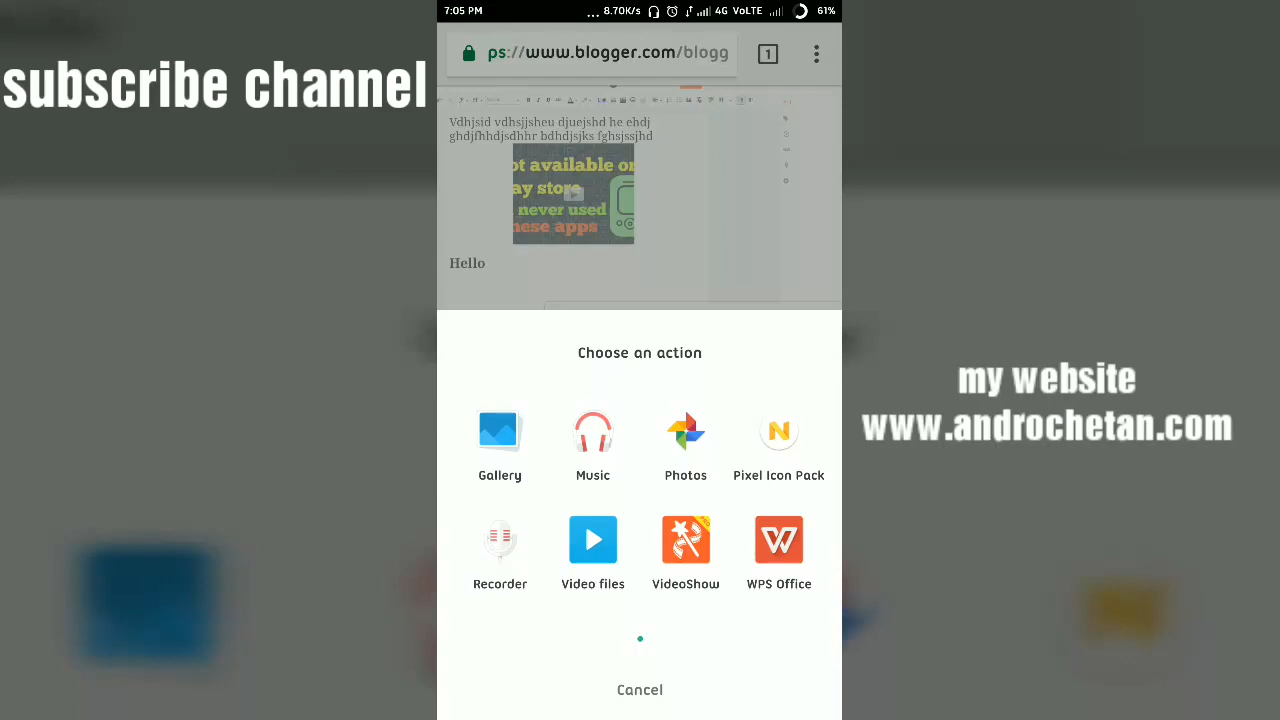 7:05 PM
... 8.70K/s 4G VoLTE 61%
ps://www.blogger.com/blogg
1
subscribe channel
Vdhjsid vdhsjjsheu djuejshd he ehdj
ghdjfhhdjsdhhr bdhdjsjks fghsjssjhd
ot available on
ay store
never used
hese apps
Hello
Choose an action
Gallery
Music
Photos
Pixel Icon Pack
Recorder
Video files
VideoShow
WPS Office
Cancel
my website
www.androchetan.com